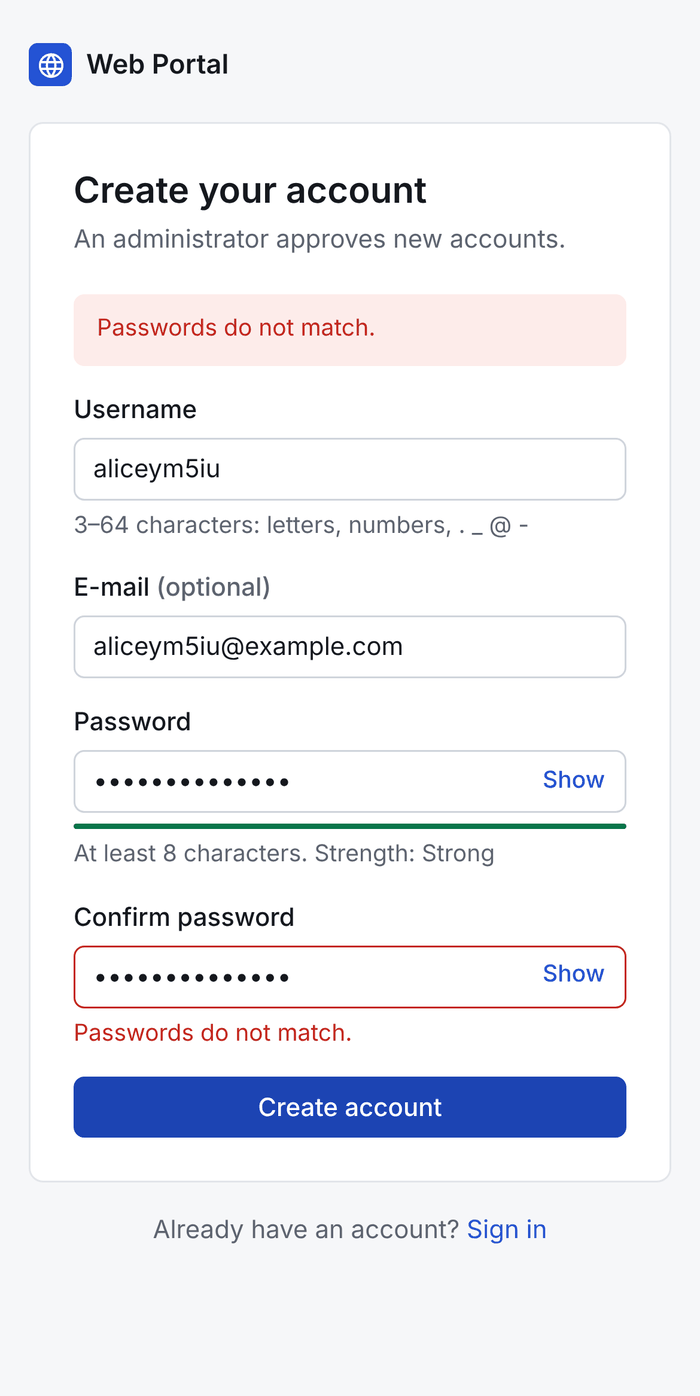 Web Portal
Create your account
An administrator approves new accounts.
Passwords do not match.
Username
aliceym5iu
3–64 characters: letters, numbers, . _ @ -
E-mail (optional)
aliceym5iu@example.com
Password
•••••••••••••• Show
At least 8 characters. Strength: Strong
Confirm password
•••••••••••••• Show
Passwords do not match.
Create account
Already have an account? Sign in